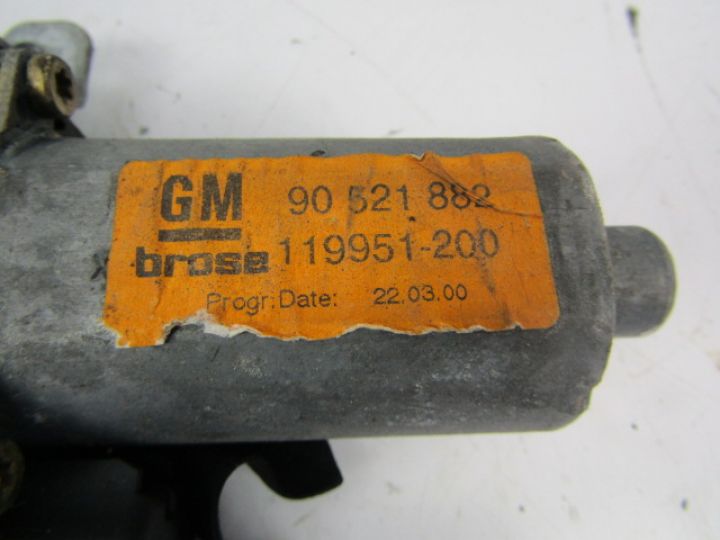 GM 90 521 882
brose 119951-200
Progr.Date: 22.03.00